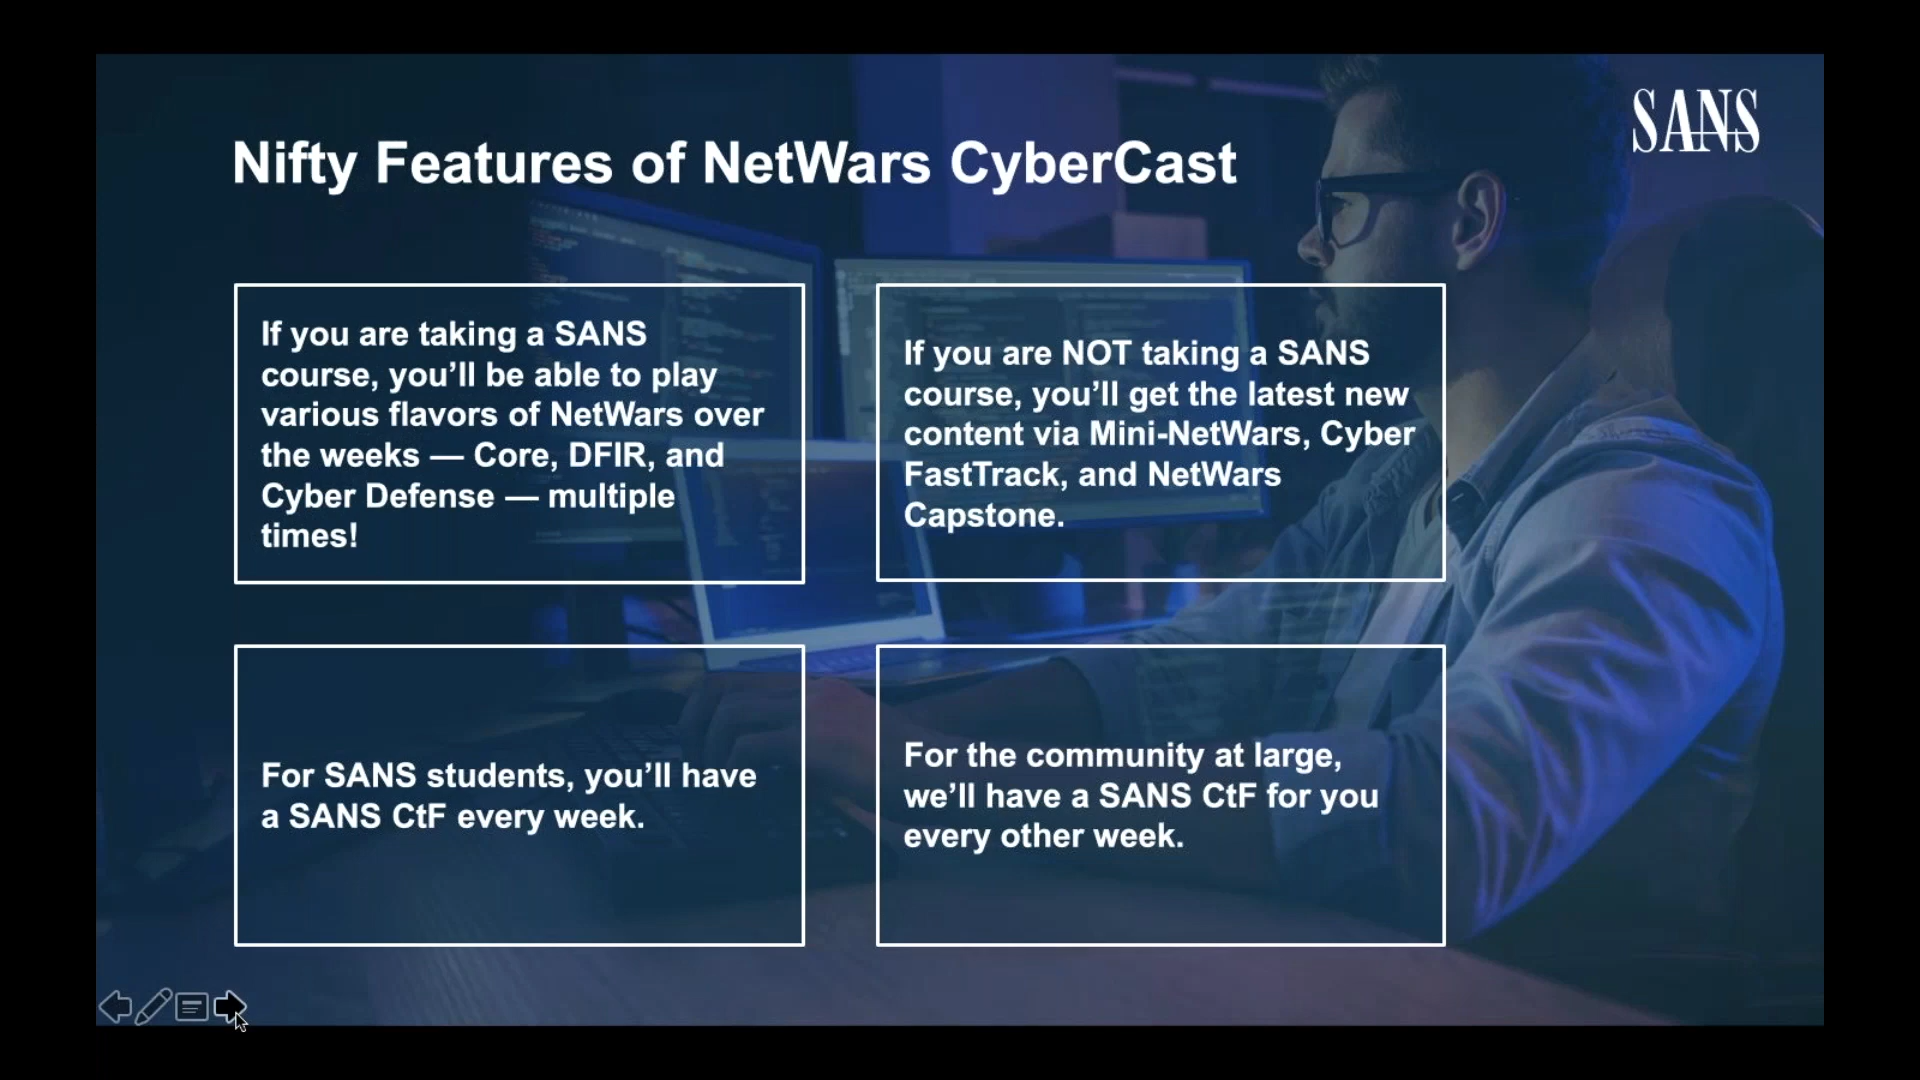 SANS
Nifty Features of NetWars CyberCast
If you are taking a SANS
course, you’ll be able to play
various flavors of NetWars over
the weeks — Core, DFIR, and
Cyber Defense — multiple
times!
If you are NOT taking a SANS
course, you’ll get the latest new
content via Mini-NetWars, Cyber
FastTrack, and NetWars
Capstone.
For SANS students, you’ll have
a SANS CtF every week.
For the community at large,
we’ll have a SANS CtF for you
every other week.